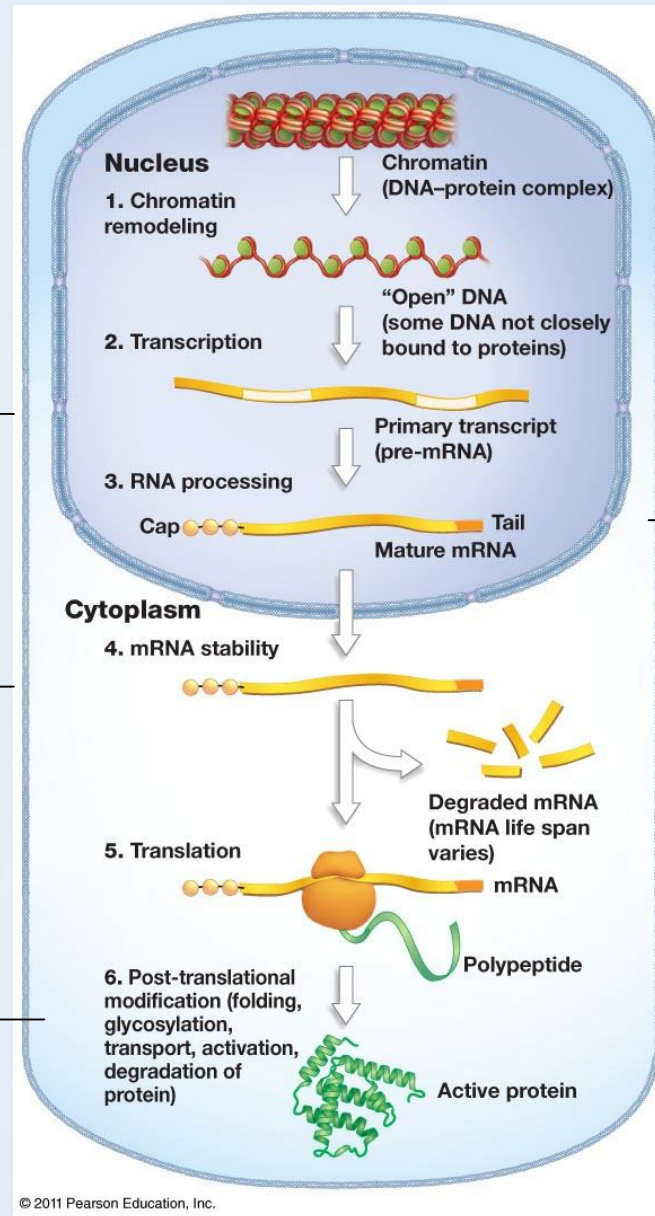 Nucleus
Chromatin
(DNA–protein complex)
1. Chromatin
remodeling
“Open” DNA
(some DNA not closely
bound to proteins)
2. Transcription
Primary transcript
(pre-mRNA)
3. RNA processing
Cap
Tail
Mature mRNA
Cytoplasm
4. mRNA stability
Degraded mRNA
(mRNA life span
varies)
5. Translation
mRNA
Polypeptide
6. Post-translational
modification (folding,
glycosylation,
transport, activation,
degradation of
protein)
Active protein
© 2011 Pearson Education, Inc.